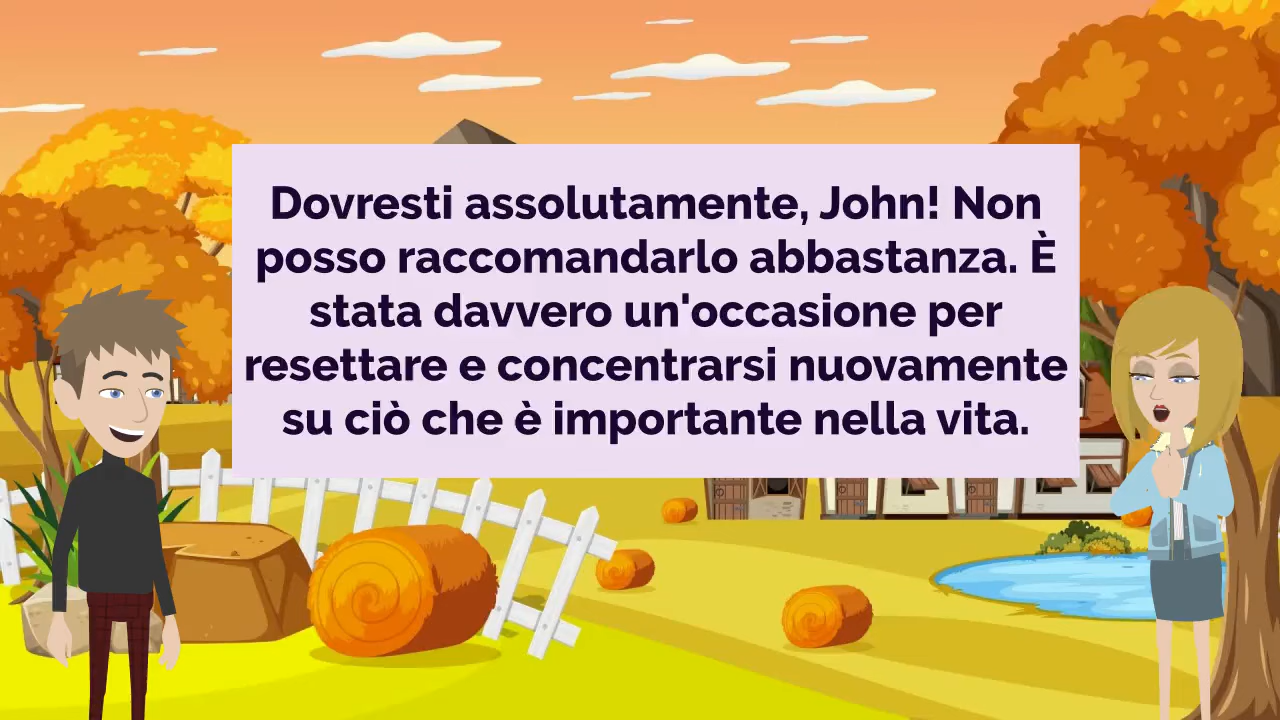 Dovresti assolutamente, John! Non
posso raccomandarlo abbastanza. È
stata davvero un'occasione per
resettare e concentrarsi nuovamente
su ciò che è importante nella vita.